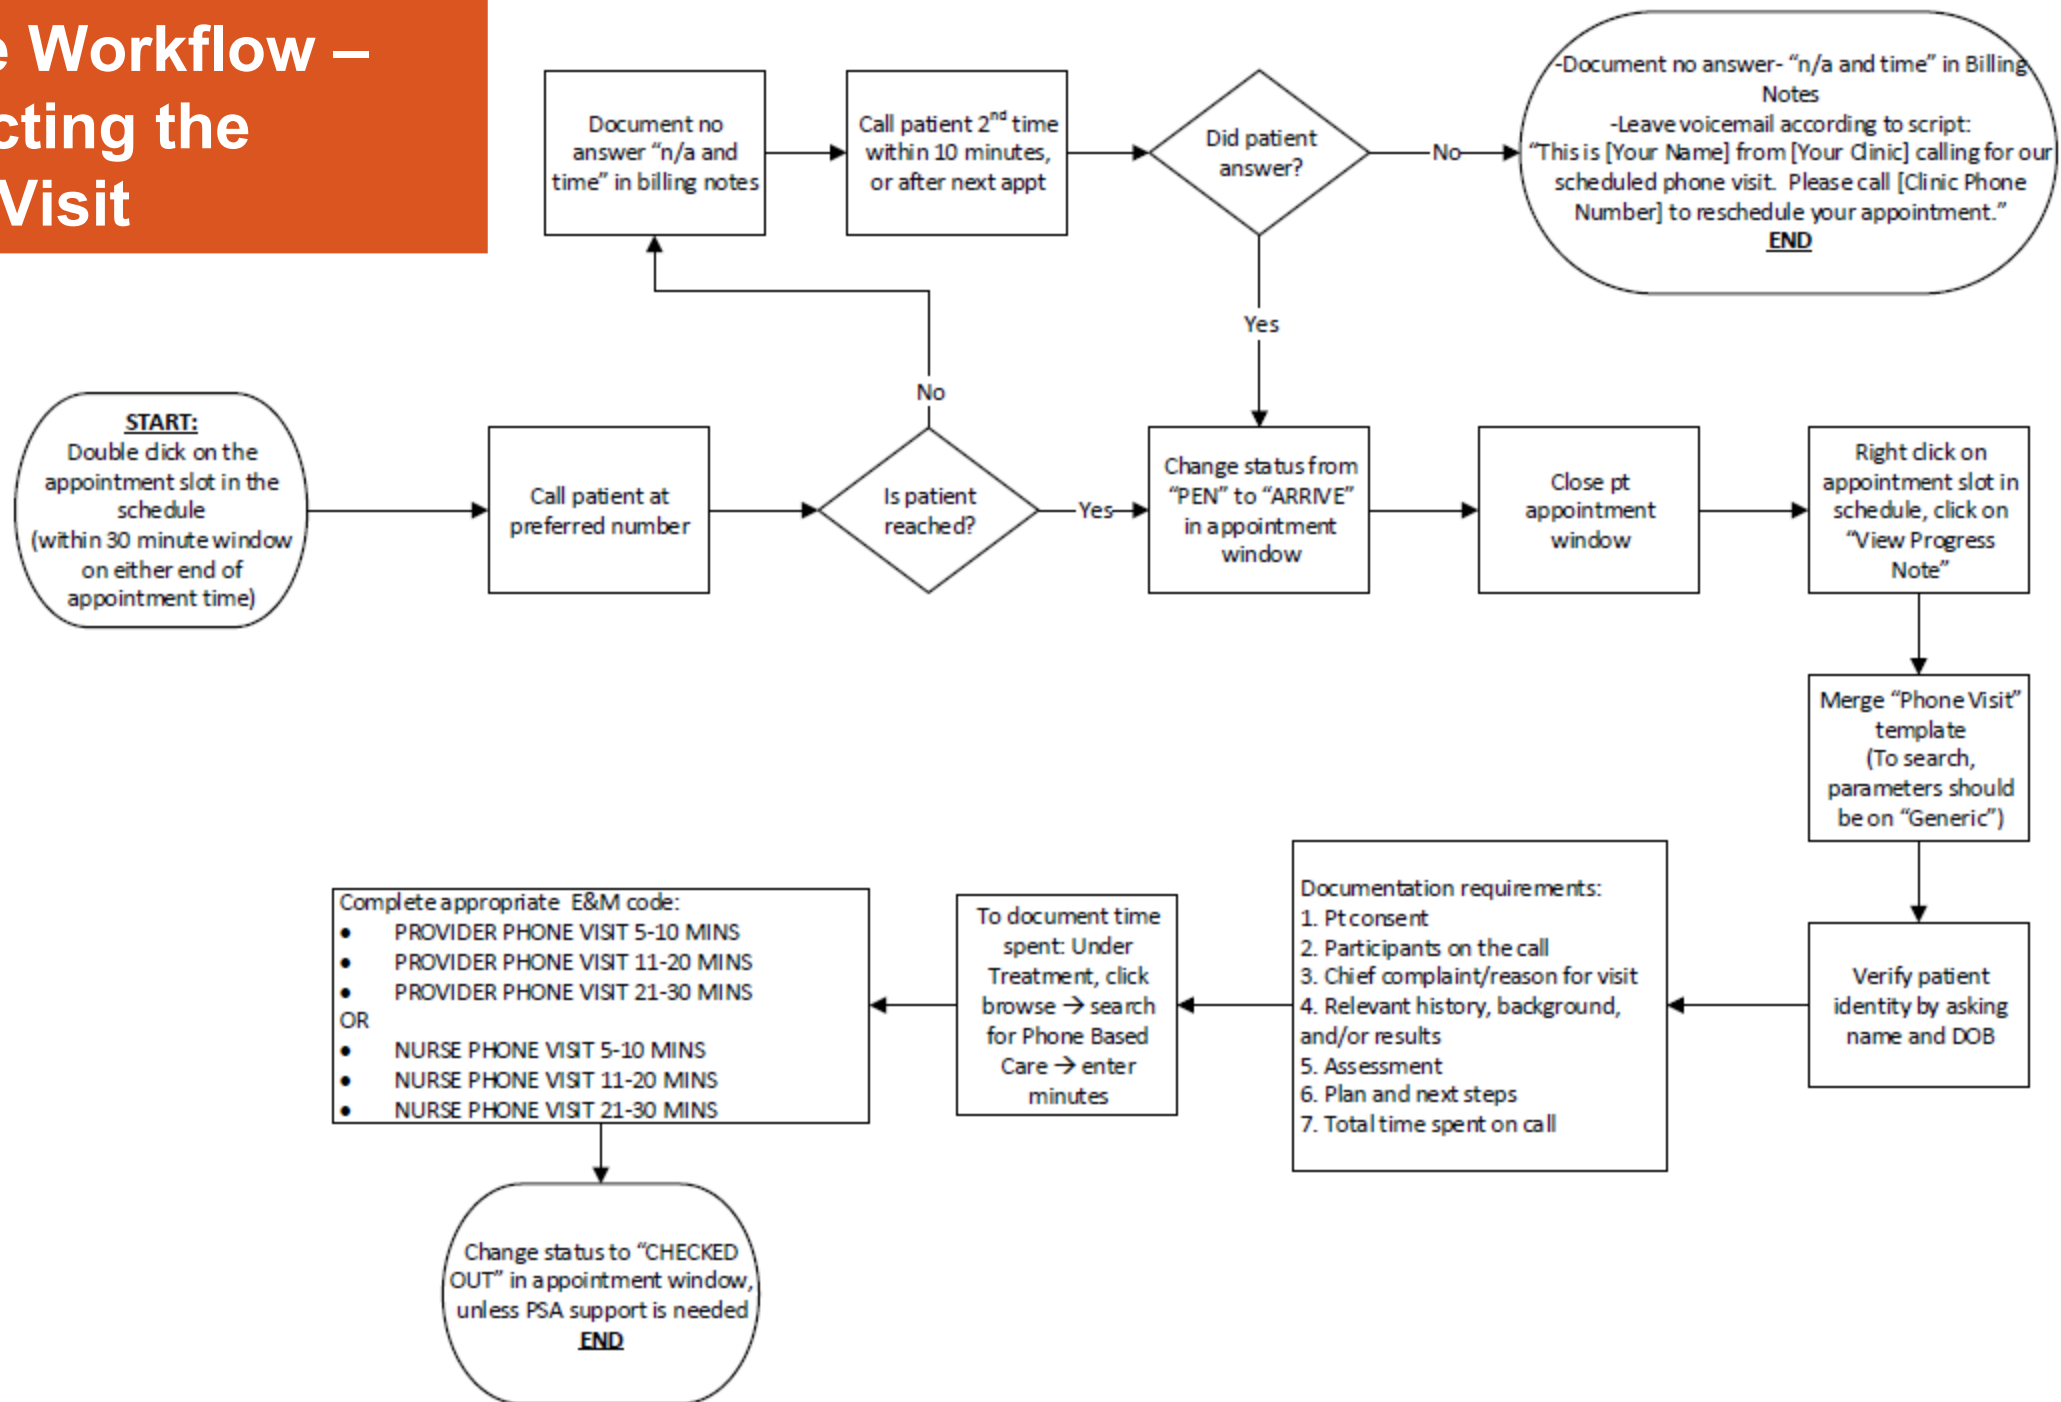 e Workflow –
cting the
Visit
Document no
answer “n/a and
time” in billing notes
Call patient 2nd time
within 10 minutes,
or after next appt
Did patient
answer?
No
-Document no answer- “n/a and time” in Billing
Notes
-Leave voicemail according to script:
“This is [Your Name] from [Your Clinic] calling for our
scheduled phone visit.  Please call [Clinic Phone
Number] to reschedule your appointment.”
END
Yes
No
START:
Double click on the
appointment slot in the
schedule
(within 30 minute window
on either end of
appointment time)
Call patient at
preferred number
Is patient
reached?
Yes
Change status from
“PEN” to “ARRIVE”
in appointment
window
Close pt
appointment
window
Right click on
appointment slot in
schedule, click on
“View Progress
Note”
Merge “Phone Visit”
template
(To search,
parameters should
be on “Generic”)
Verify patient
identity by asking
name and DOB
Documentation requirements:
1. Pt consent
2. Participants on the call
3. Chief complaint/reason for visit
4. Relevant history, background,
and/or results
5. Assessment
6. Plan and next steps
7. Total time spent on call
To document time
spent: Under
Treatment, click
browse → search
for Phone Based
Care → enter
minutes
Complete appropriate  E&M code:
• PROVIDER PHONE VISIT 5-10 MINS
• PROVIDER PHONE VISIT 11-20 MINS
• PROVIDER PHONE VISIT 21-30 MINS
OR
• NURSE PHONE VISIT 5-10 MINS
• NURSE PHONE VISIT 11-20 MINS
• NURSE PHONE VISIT 21-30 MINS
Change status to “CHECKED
OUT” in appointment window,
unless PSA support is needed
END